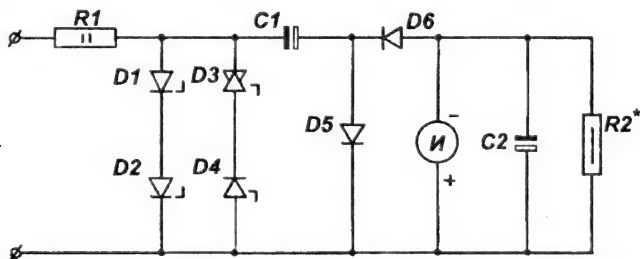 R1 C1 D6
D1 D3
D5 - C2 R2*
И
D2 D4
+